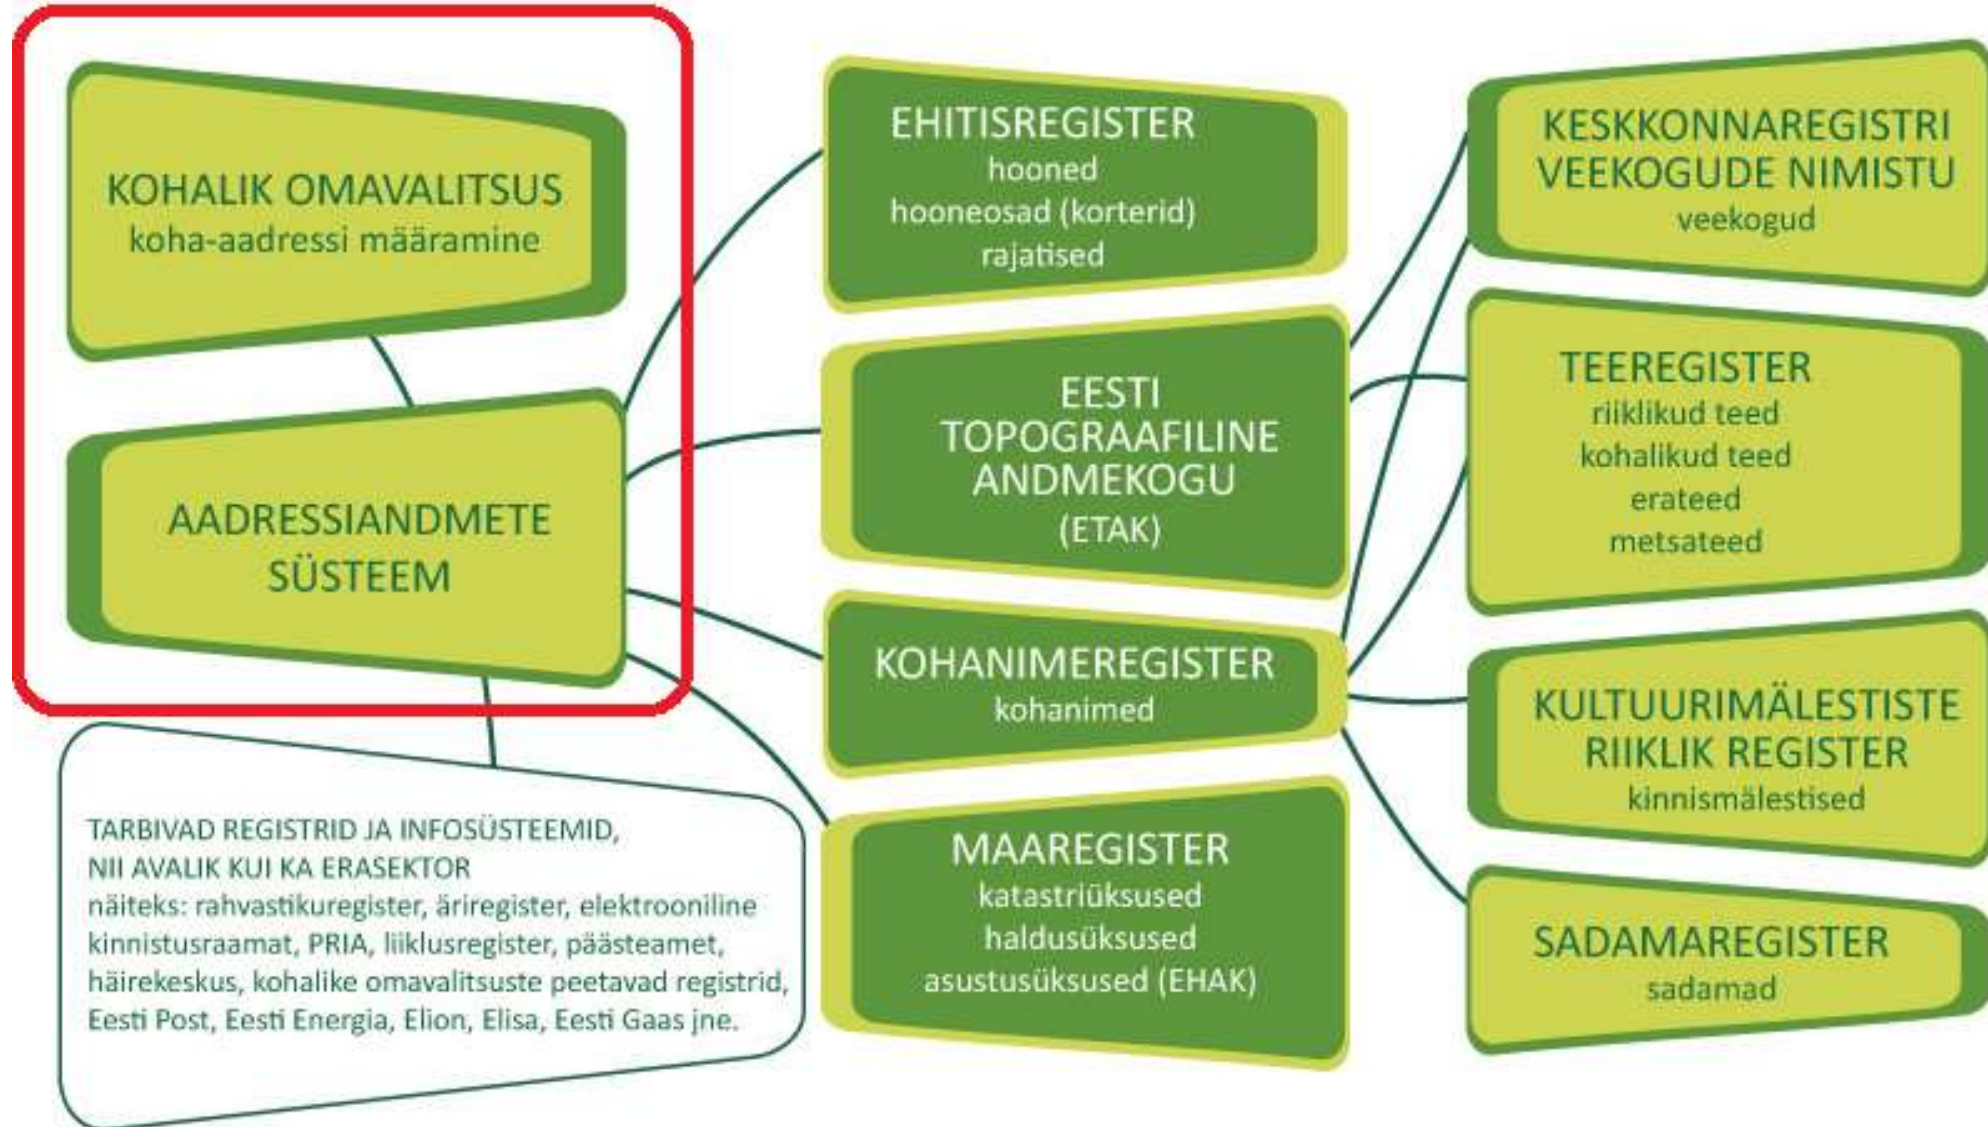 KOHALIK OMAVALITSUS
koha-aadressi määramine
AADRESSIANDMETE
SÜSTEEM
TARBIVAD REGISTRID JA INFOSÜSTEEMID,
NII AVALIK KUI KA ERASEKTOR
näiteks: rahvastikuregister, äriregister, elektrooniline
kinnistusraamat, PRIA, liiklusregister, päästeamet,
häirekeskus, kohalike omavalitsuste peetavad registrid,
Eesti Post, Eesti Energia, Elion, Elisa, Eesti Gaas jne.
EHITISREGISTER
hooned
hooneosad (korterid)
rajatised
EESTI
TOPOGRAAFILINE
ANDMEKOGU
(ETAK)
KOHANIMEREGISTER
kohanimed
MAAREGISTER
katastriüksused
haldusüksused
asustusüksused (EHAK)
KESKKONNAREGISTRI
VEEKOGUDE NIMISTU
veekogud
TEEREGISTER
riiklikud teed
kohalikud teed
erateed
metsateed
KULTUURIMÄLESTISTE
RIIKLIK REGISTER
kinnismälestised
SADAMAREGISTER
sadamad